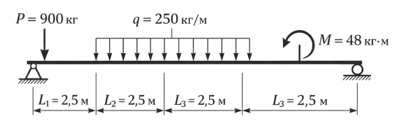 P = 900 кг
q = 250 кг/м
M = 48 кг·м
L₁ = 2,5 м
L₂ = 2,5 м
L₃ = 2,5 м
L₃ = 2,5 м